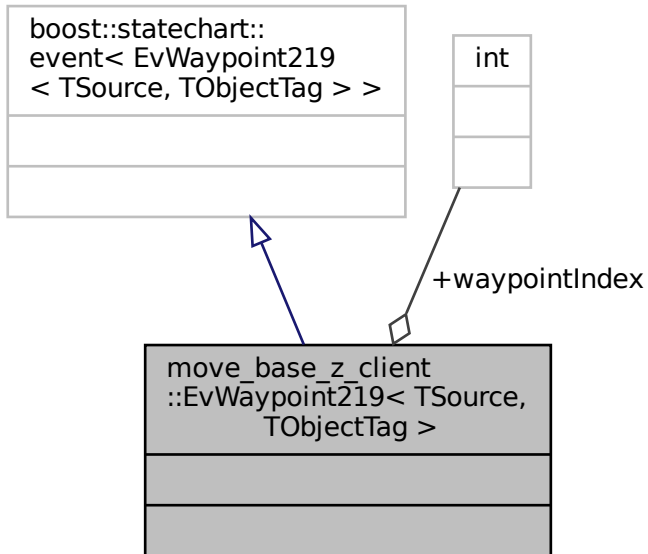 boost::statechart::
event< EvWaypoint219
< TSource, TObjectTag > >
int
+waypointIndex
move_base_z_client
::EvWaypoint219< TSource,
TObjectTag >